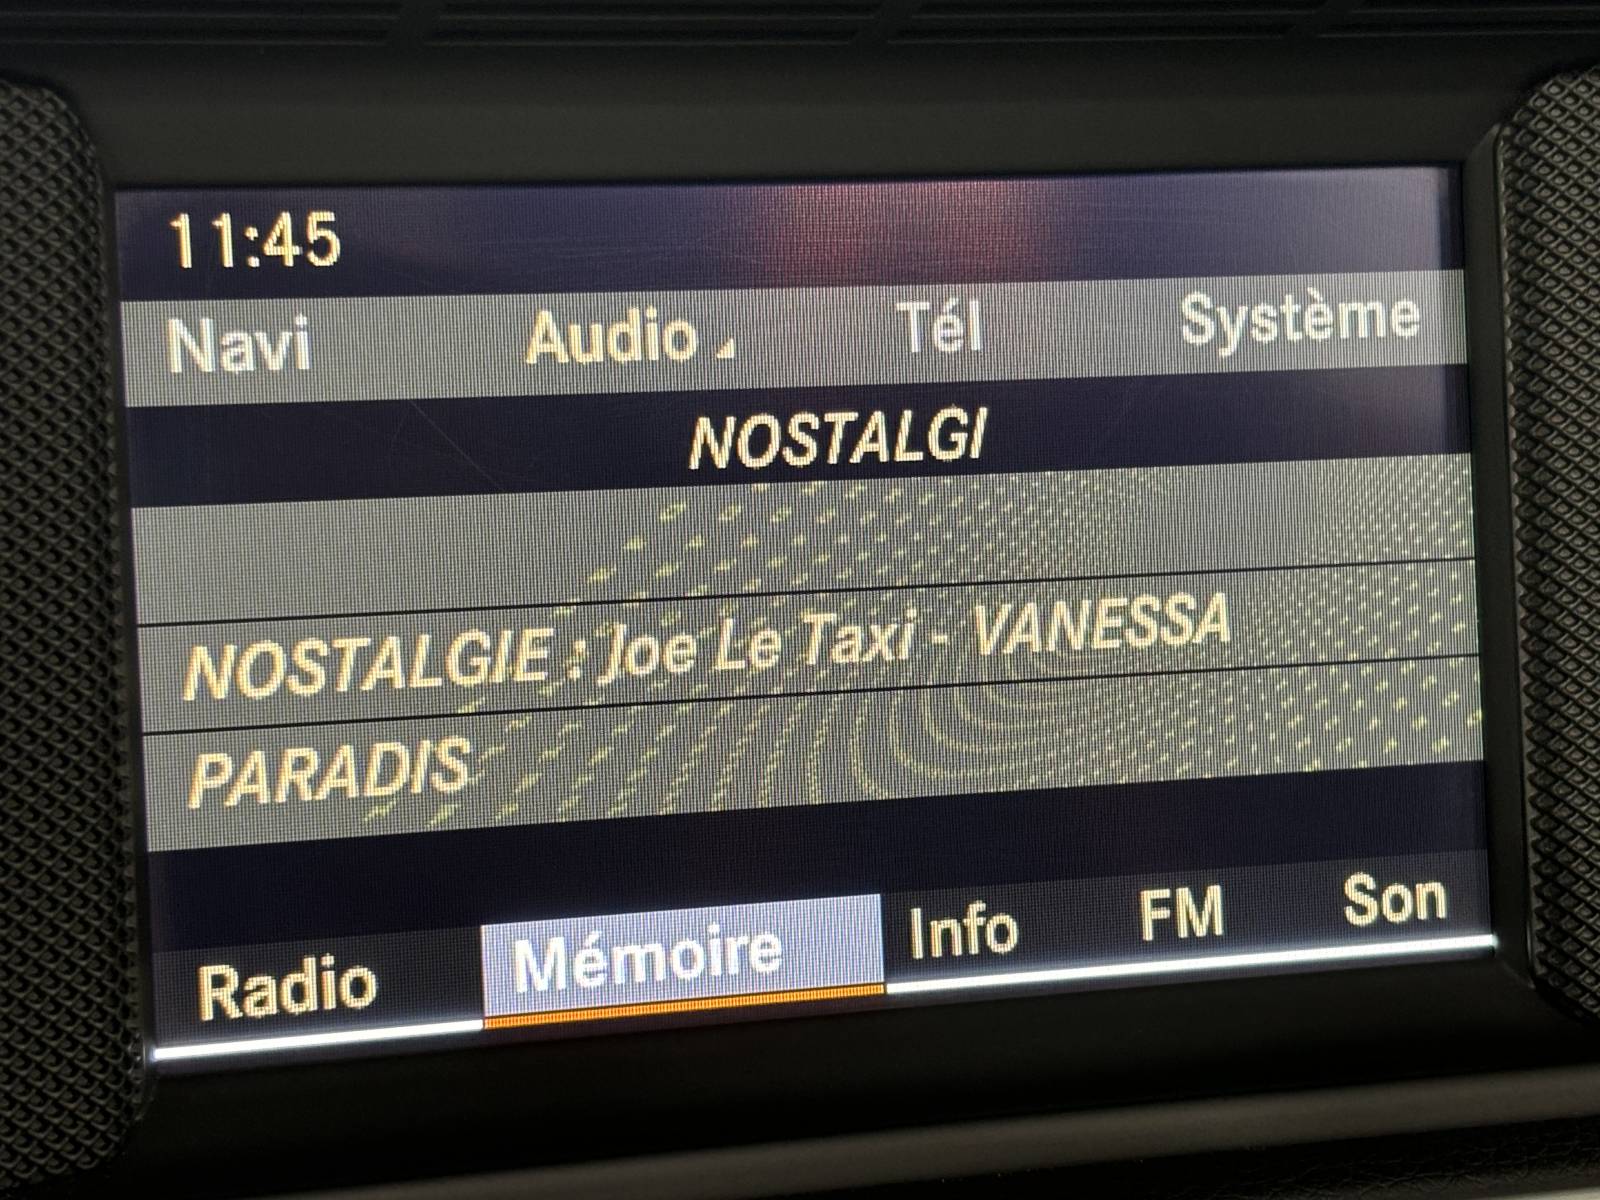 11:45
Navi Audio Tél Système
NOSTALGI
NOSTALGIE : Joe Le Taxi - VANESSA
PARADIS
Radio Mémoire Info FM Son